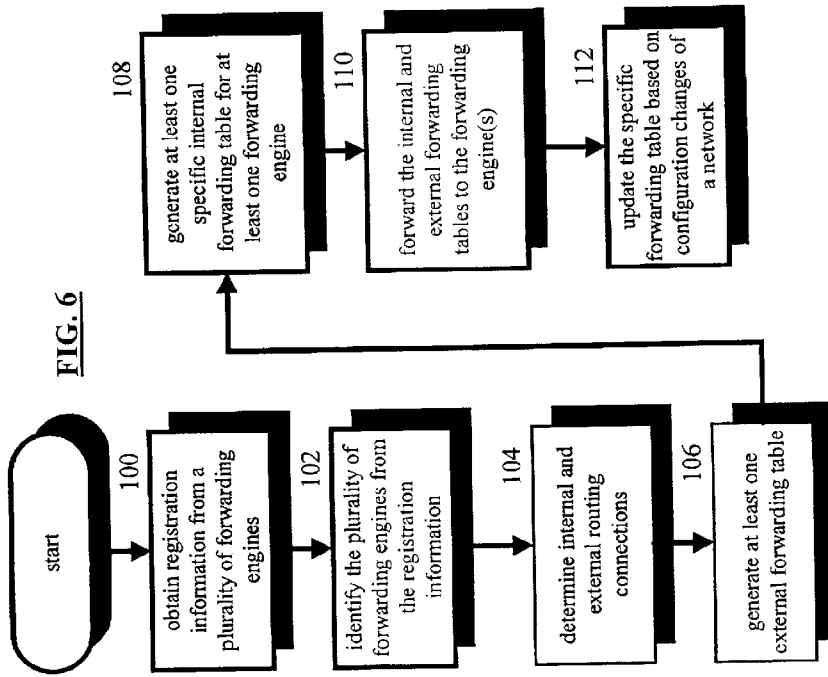 FIG. 6
start
100
obtain registration
information from a
plurality of forwarding
engines
102
identify the plurality of
forwarding engines from
the registration
information
104
determine internal and
external routing
connections
106
generate at least one
external forwarding table
108
generate at least one
specific internal
forwarding table for at
least one forwarding
engine
110
forward the internal and
external forwarding
tables to the forwarding
engine(s)
112
update the specific
forwarding table based on
configuration changes of
a network